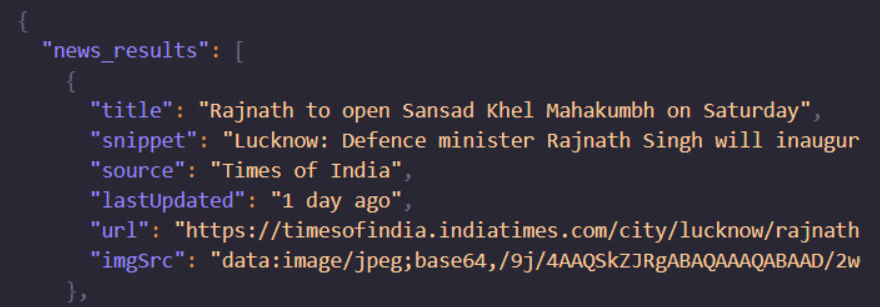 {
"news_results": [
{
"title": "Rajnath to open Sansad Khel Mahakumbh on Saturday",
"snippet": "Lucknow: Defence minister Rajnath Singh will inaugur
"source": "Times of India",
"lastUpdated": "1 day ago",
"url": "https://timesofindia.indiatimes.com/city/lucknow/rajnath
"imgSrc": "data:image/jpeg;base64,/9j/4AAQSkZJRgABAQAAAQABAAD/2w
},